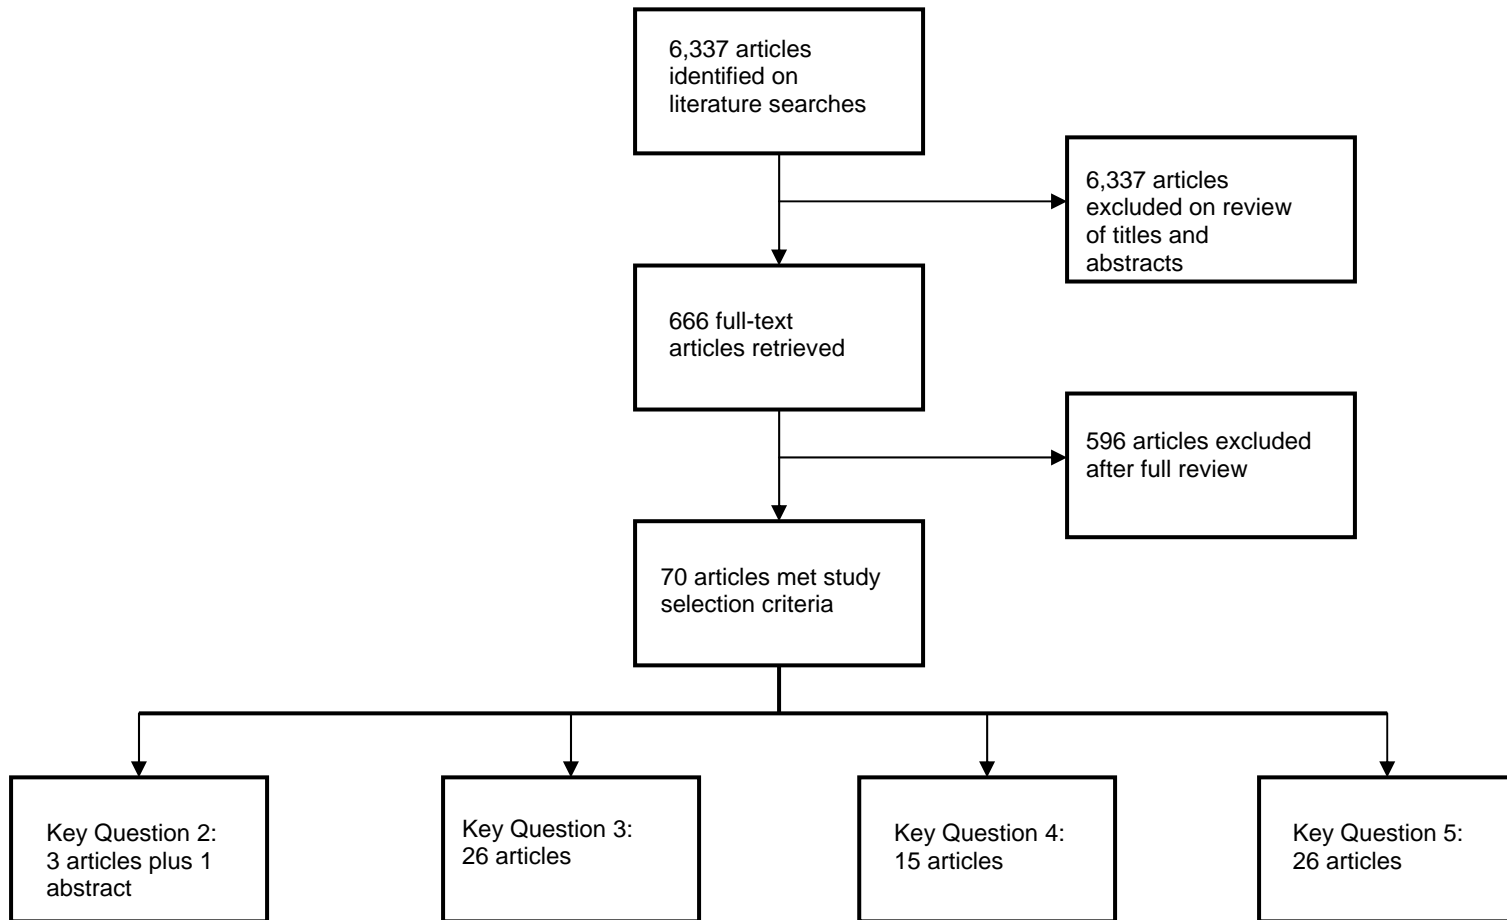 6,337 articles
identified on
literature searches
6,337 articles
excluded on review
of titles and
abstracts
666 full-text
articles retrieved
596 articles excluded
after full review
70 articles met study
selection criteria
Key Question 2:
3 articles plus 1
abstract
Key Question 3:
26 articles
Key Question 4:
15 articles
Key Question 5:
26 articles